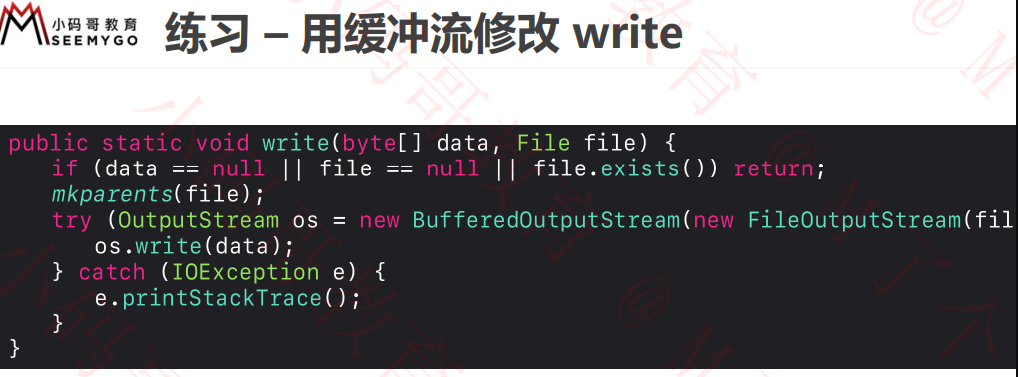 小码哥教育
SEEMYGO
练习 – 用缓冲流修改 write
public static void write(byte[] data, File file) {
if (data == null || file == null || file.exists()) return;
mkparents(file);
try (OutputStream os = new BufferedOutputStream(new FileOutputStream(fil
os.write(data);
} catch (IOException e) {
e.printStackTrace();
}
}